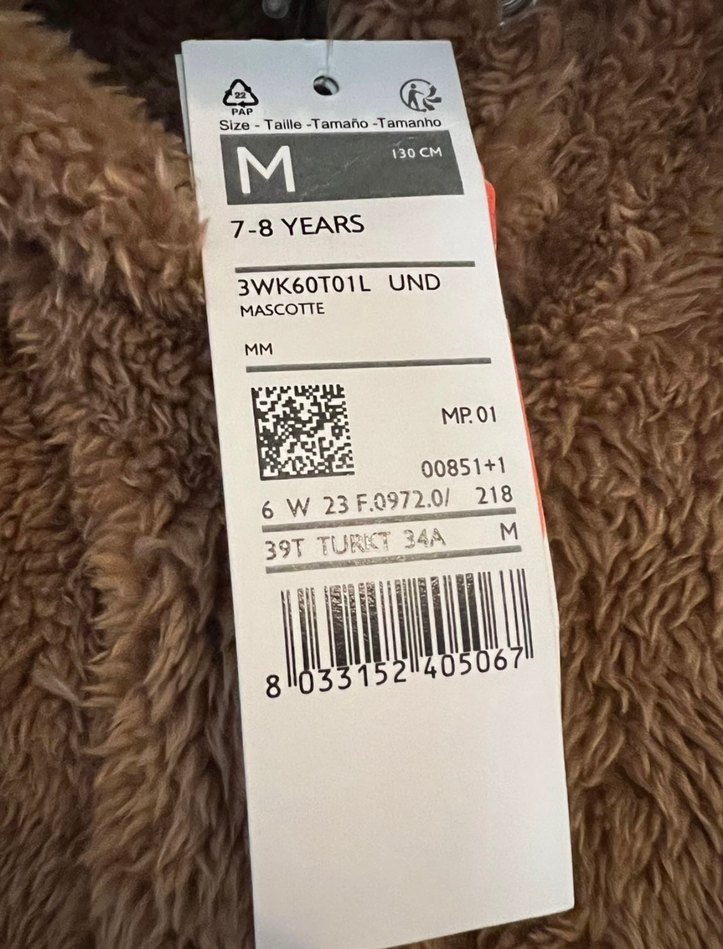 22
PAP
Size - Taille -Tamaño -Tamanho
M 130 CM
7-8 YEARS
3WK60T01L UND
MASCOTTE
MM
MP.01
00851+1
6 W 23 F.0972.0/ 218
39T TURKT 34A M
8 033152 405067